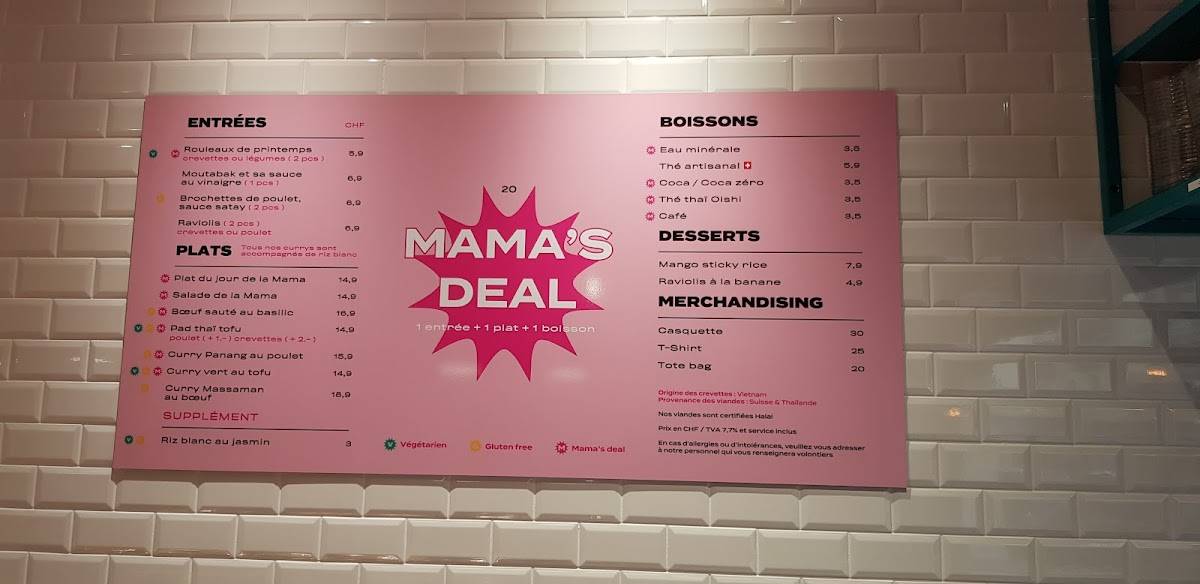 ENTRÉES CHF
Rouleaux de printemps 5,9
crevettes ou légumes ( 2 pcs )
Moutabak et sa sauce
au vinaigre ( 1 pcs ) 6,9
Brochettes de poulet,
sauce satay ( 2 pcs ) 6,9
Raviolis ( 2 pcs )
crevettes ou poulet 6,9
PLATS Tous nos currys sont
accompagnés de riz blanc
M Plat du jour de la Mama 14,9
M Salade de la Mama 14,9
M Bœuf sauté au basilic 16,9
V M Pad thaï tofu 14,9
poulet ( + 1.- ) crevettes ( + 2.- )
M Curry Panang au poulet 15,9
V M Curry vert au tofu 14,9
Curry Massaman
au bœuf 16,9
SUPPLÉMENT
V Riz blanc au jasmin 3
20
MAMA'S
DEAL
1 entrée + 1 plat + 1 boisson
V Végétarien Gluten free M Mama's deal
BOISSONS
M Eau minérale 3,5
Thé artisanal 5,9
M Coca / Coca zéro 3,5
M Thé thaï Oishi 3,5
M Café 3,5
DESSERTS
Mango sticky rice 7,9
Raviolis à la banane 4,9
MERCHANDISING
Casquette 30
T-Shirt 25
Tote bag 20
Origine des crevettes : Vietnam
Provenance des viandes : Suisse & Thaïlande
Nos viandes sont certifiées Halal
Prix en CHF / TVA 7,7% et service inclus
En cas d'allergies ou d'intolérances, veuillez vous adresser
à notre personnel qui vous renseignera volontiers